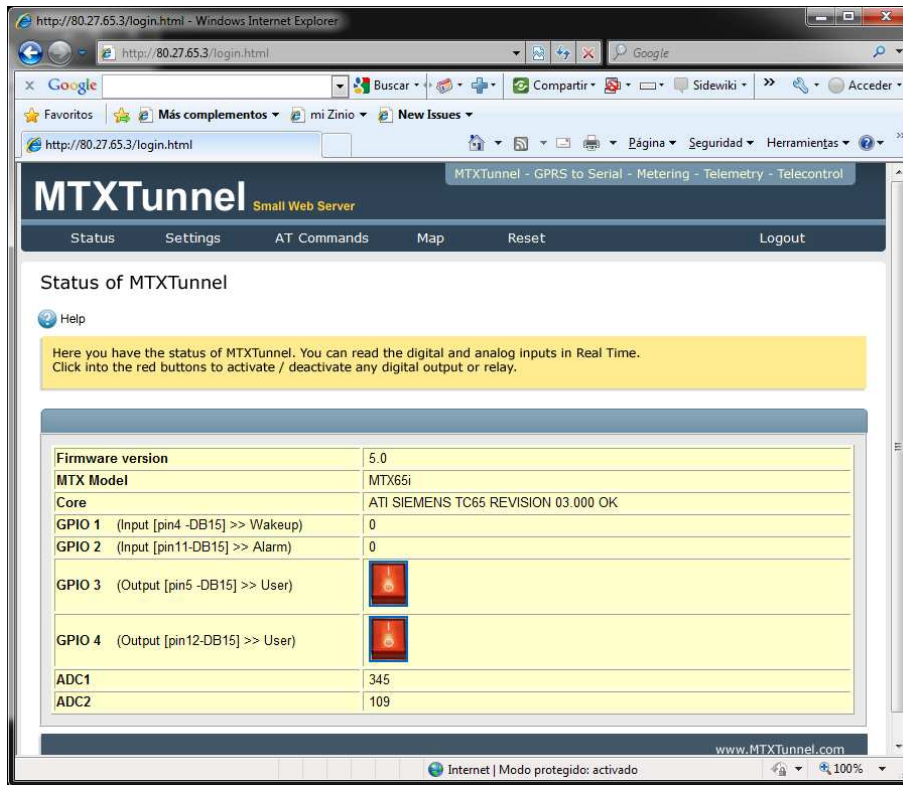 http://80.27.65.3/login.html - Windows Internet Explorer
http://80.27.65.3/login.html
Google
x Google
Buscar
Compartir
Sidewiki
Acceder
Favoritos Más complementos mi Zinio New Issues
http://80.27.65.3/login.html
Página Seguridad Herramientas
MTXTunnel - GPRS to Serial - Metering - Telemetry - Telecontrol
MTXTunnel Small Web Server
Status Settings AT Commands Map Reset Logout
Status of MTXTunnel
Help
Here you have the status of MTXTunnel. You can read the digital and analog inputs in Real Time.
Click into the red buttons to activate / deactivate any digital output or relay.
Firmware version 5.0
MTX Model MTX65i
Core ATI SIEMENS TC65 REVISION 03.000 OK
GPIO 1 (Input [pin4 -DB15] >> Wakeup) 0
GPIO 2 (Input [pin11-DB15] >> Alarm) 0
GPIO 3 (Output [pin5 -DB15] >> User)
GPIO 4 (Output [pin12-DB15] >> User)
ADC1 345
ADC2 109
www.MTXTunnel.com
Internet | Modo protegido: activado 100%